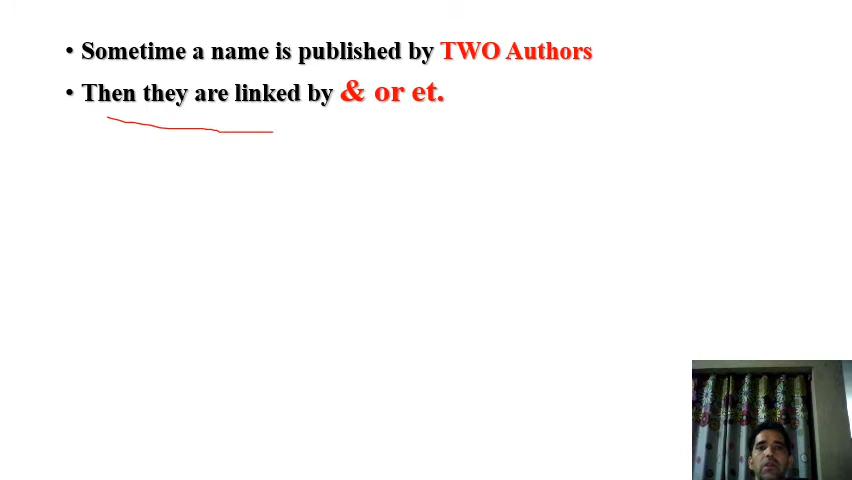 • Sometime a name is published by TWO Authors
• Then they are linked by & or et.